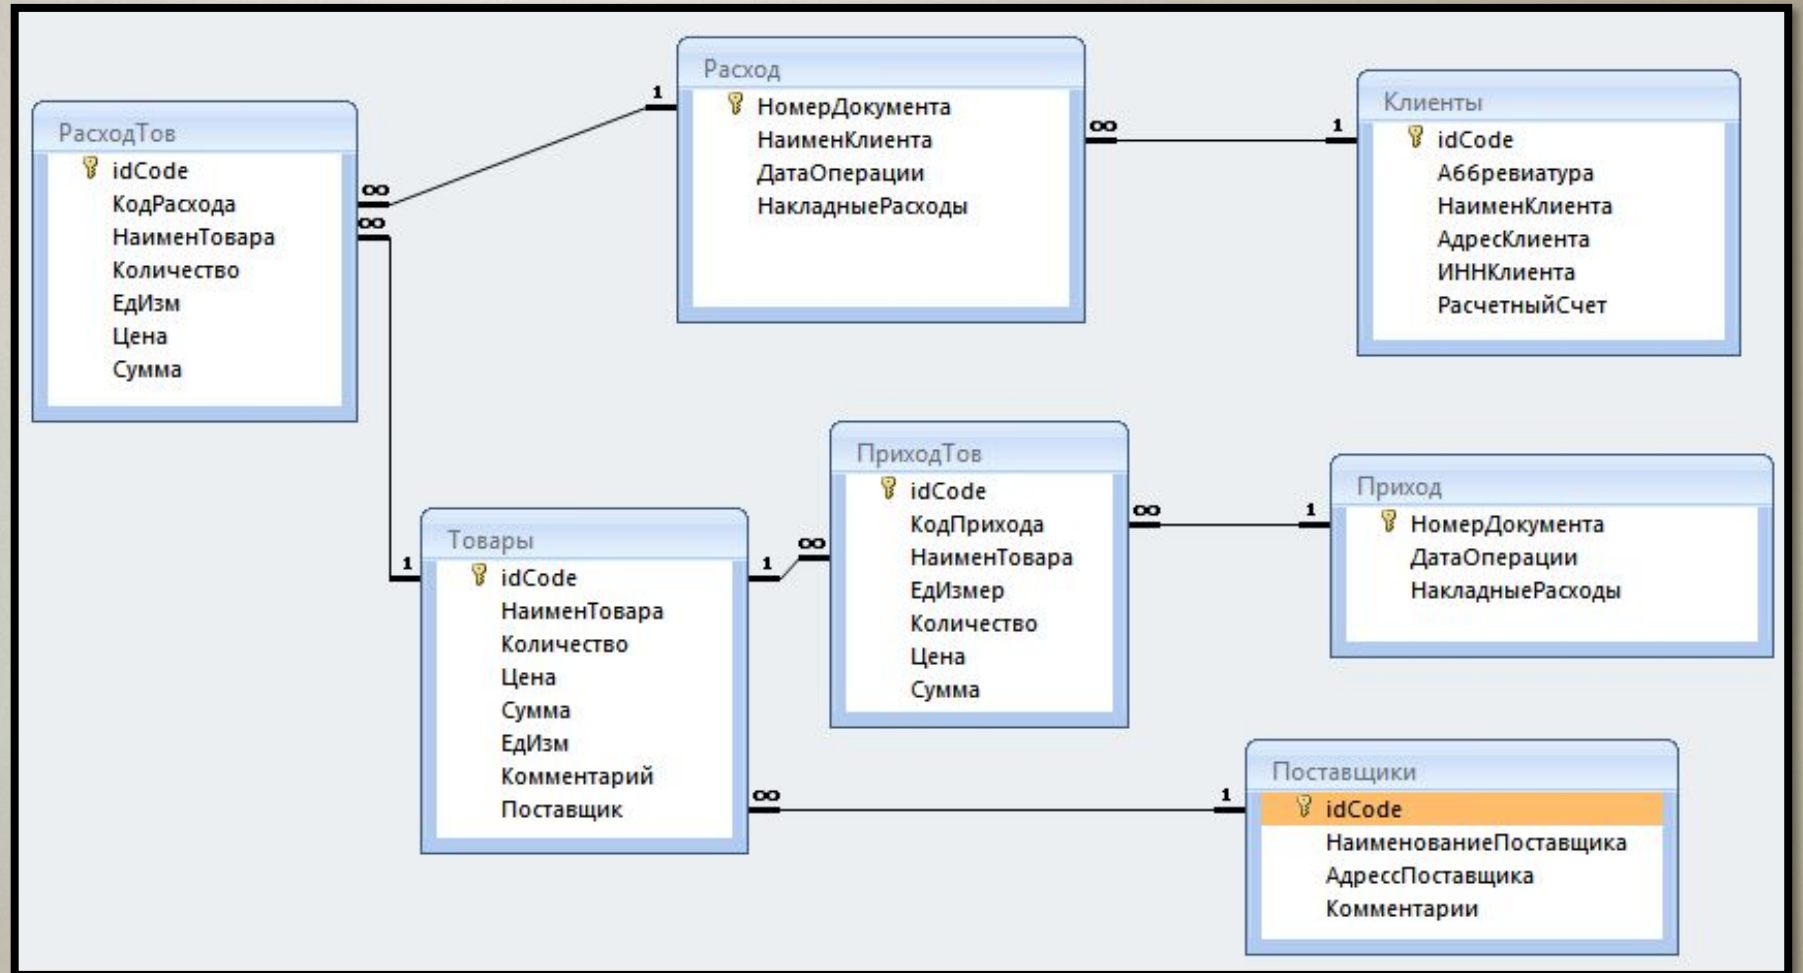 РасходТов
idCode
КодРасхода
НаименТовара
Количество
ЕдИзм
Цена
Сумма
Расход
НомерДокумента
НаименКлиента
ДатаОперации
НакладныеРасходы
Клиенты
idCode
Аббревиатура
НаименКлиента
АдресКлиента
ИННКлиента
РасчетныйСчет
1
∞
∞
1
∞
Товары
idCode
НаименТовара
Количество
Цена
Сумма
ЕдИзм
Комментарий
Поставщик
ПриходТов
idCode
КодПрихода
НаименТовара
ЕдИзмер
Количество
Цена
Сумма
Приход
НомерДокумента
ДатаОперации
НакладныеРасходы
1
1
∞
∞
1
∞
1
Поставщики
idCode
НаименованиеПоставщика
АдрессПоставщика
Комментарии